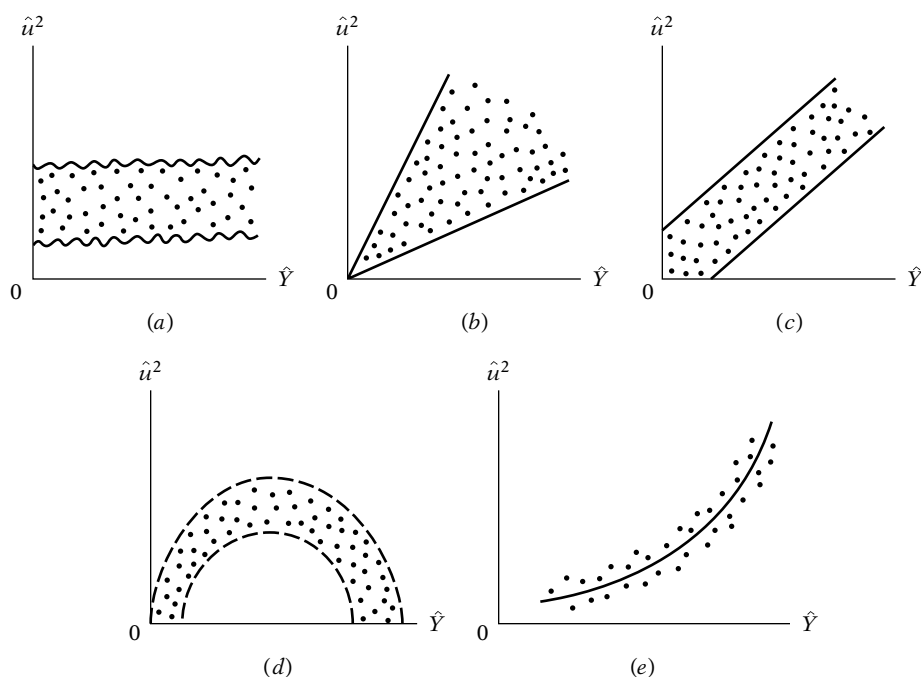 û² û² û²
0 Ŷ 0 Ŷ 0 Ŷ
(a) (b) (c)
û² û²
0 Ŷ 0 Ŷ
(d) (e)